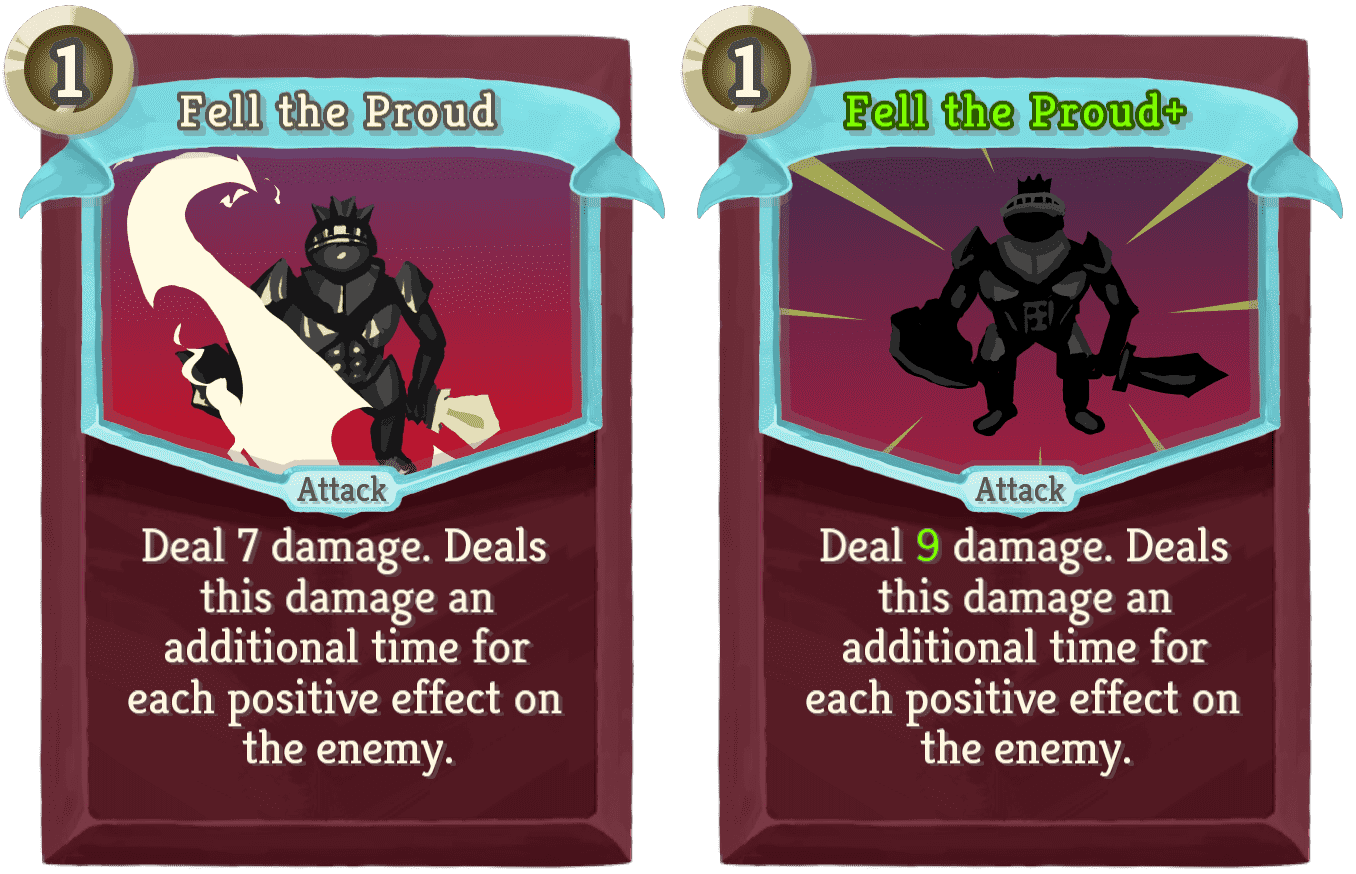 1
Fell the Proud
Attack
Deal 7 damage. Deals
this damage an
additional time for
each positive effect on
the enemy.
1
Fell the Proud+
Attack
Deal 9 damage. Deals
this damage an
additional time for
each positive effect on
the enemy.